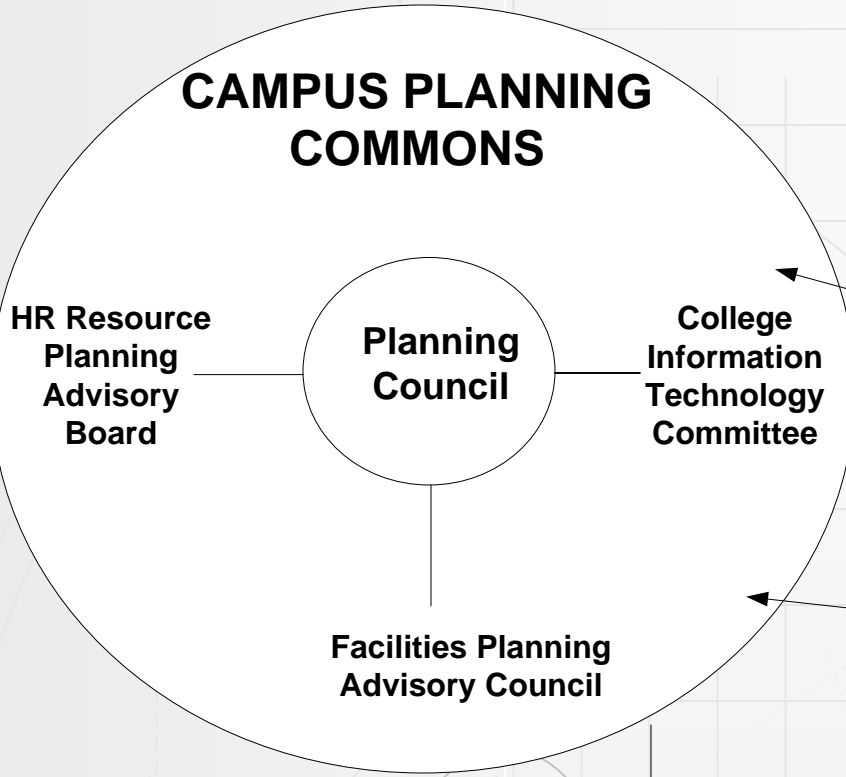 CAMPUS PLANNING
COMMONS
HR Resource
Planning
Advisory
Board
Planning
Council
College
Information
Technology
Committee
Facilities Planning
Advisory Council